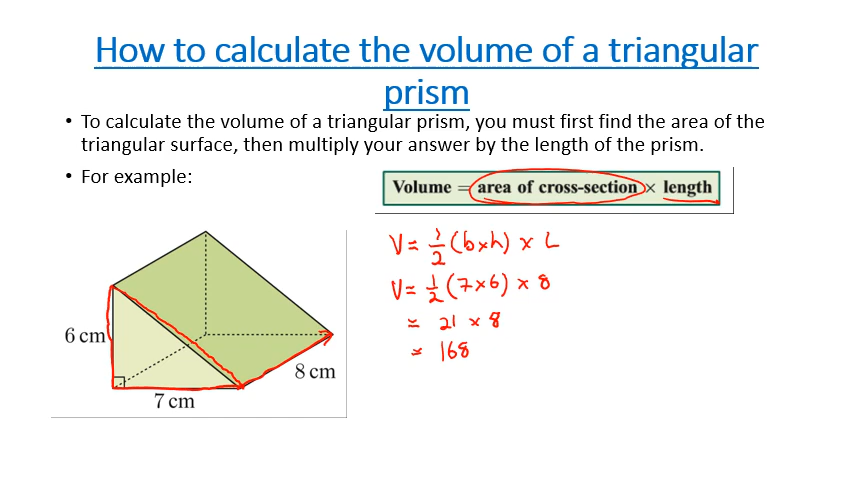 How to calculate the volume of a triangular
prism
• To calculate the volume of a triangular prism, you must first find the area of the
triangular surface, then multiply your answer by the length of the prism.
• For example:
Volume = area of cross-section × length
V = 1/2 (b×h) × L
V = 1/2 (7×6) × 8
= 21 × 8
= 168
6 cm
8 cm
7 cm